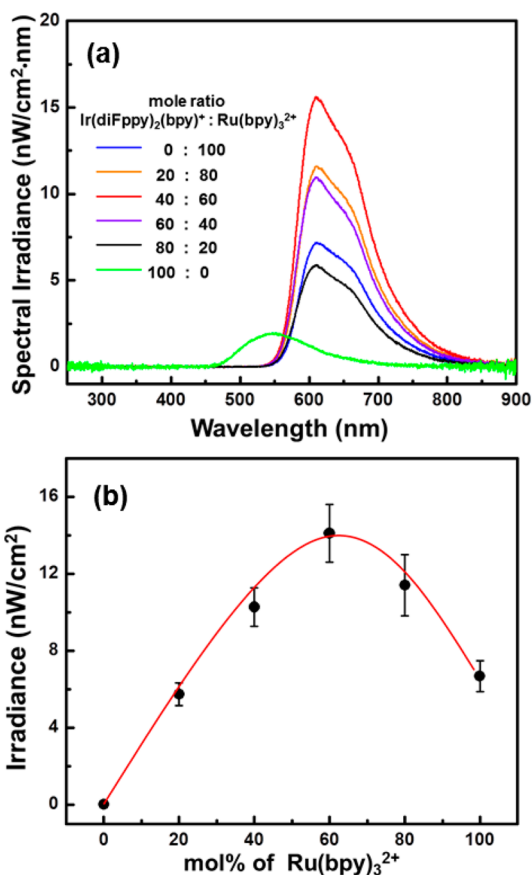 (a)
mole ratio
Ir(diFppy)₂(bpy)⁺ : Ru(bpy)₃²⁺
0 : 100
20 : 80
40 : 60
60 : 40
80 : 20
100 : 0
Spectral Irradiance (nW/cm²·nm)
20
15
10
5
0
300 400 500 600 700 800 900
Wavelength (nm)
(b)
Irradiance (nW/cm²)
16
12
8
4
0
0 20 40 60 80 100
mol% of Ru(bpy)₃²⁺